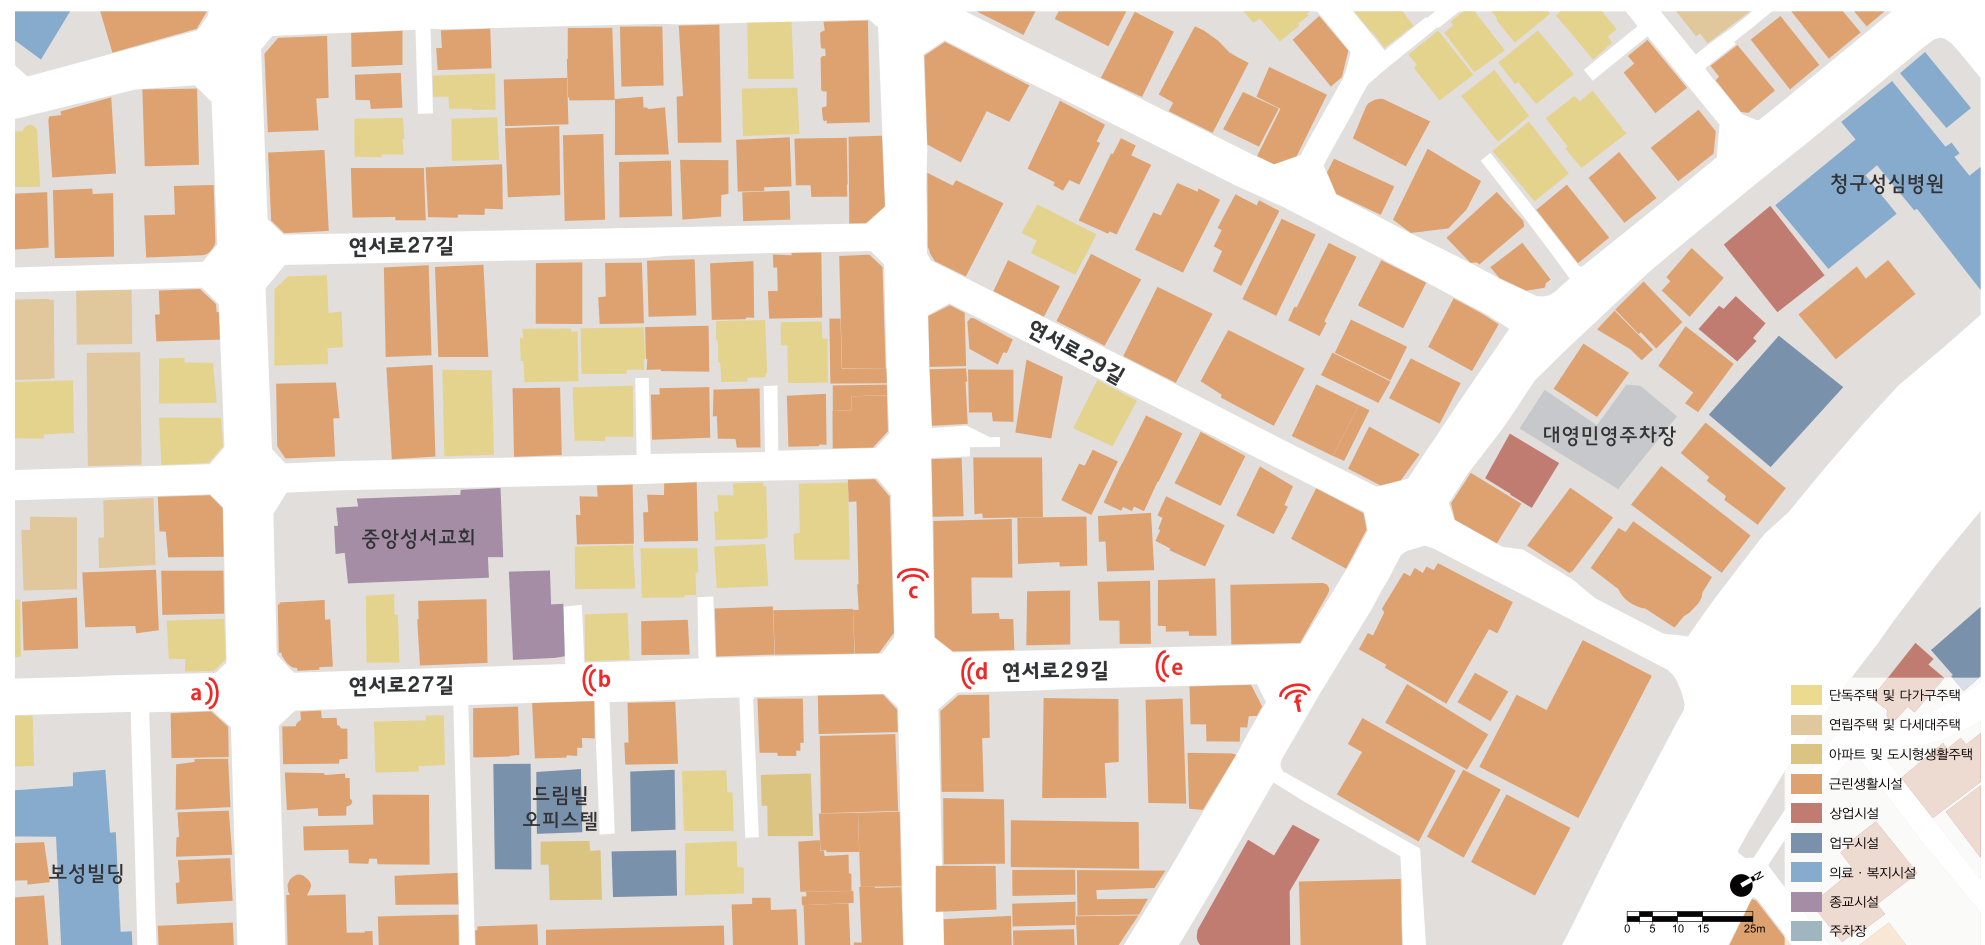 청구성심병원
연서로27길
연서로29길
대영민영주차장
중앙성서교회
c
연서로27길
a
b
d
연서로29길
e
f
드림빌
오피스텔
보성빌딩
단독주택 및 다가구주택
연립주택 및 다세대주택
아파트 및 도시형생활주택
근린생활시설
상업시설
업무시설
의료 · 복지시설
종교시설
주차장
N
0 5 10 15 25m